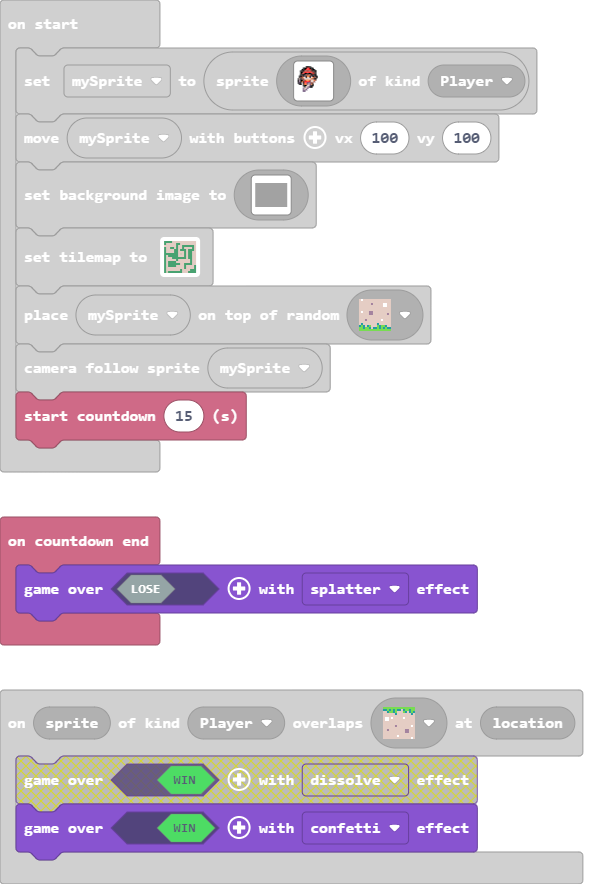 on start
set mySprite to sprite of kind Player
move mySprite with buttons vx 100 vy 100
set background image to
set tilemap to
place mySprite on top of random
camera follow sprite mySprite
start countdown 15 (s)
on countdown end
game over LOSE with splatter effect
on sprite of kind Player overlaps at location
game over WIN with dissolve effect
game over WIN with confetti effect